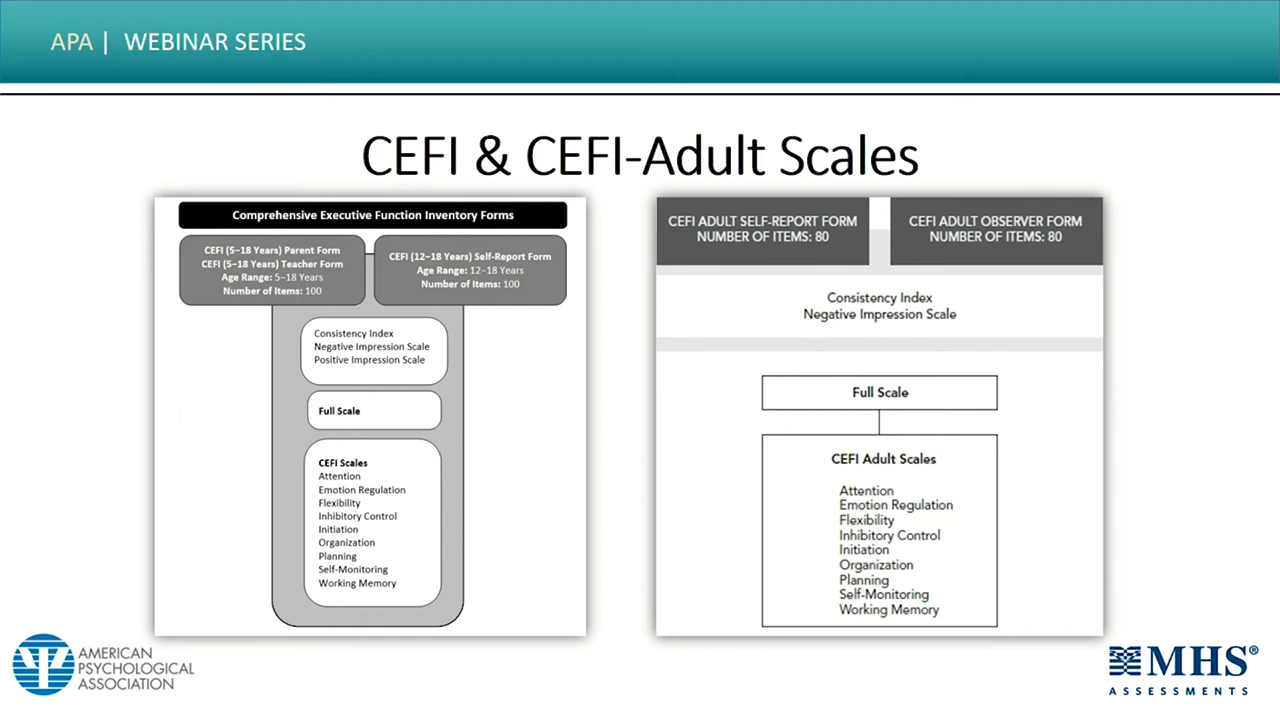 APA | WEBINAR SERIES
CEFI & CEFI-Adult Scales
Comprehensive Executive Function Inventory Forms
CEFI (5–18 Years) Parent Form
CEFI (5–18 Years) Teacher Form
Age Range: 5–18 Years
Number of Items: 100
CEFI (12–18 Years) Self-Report Form
Age Range: 12–18 Years
Number of Items: 100
Consistency Index
Negative Impression Scale
Positive Impression Scale
Full Scale
CEFI Scales
Attention
Emotion Regulation
Flexibility
Inhibitory Control
Initiation
Organization
Planning
Self-Monitoring
Working Memory
CEFI ADULT SELF-REPORT FORM
NUMBER OF ITEMS: 80
CEFI ADULT OBSERVER FORM
NUMBER OF ITEMS: 80
Consistency Index
Negative Impression Scale
Full Scale
CEFI Adult Scales
Attention
Emotion Regulation
Flexibility
Inhibitory Control
Initiation
Organization
Planning
Self-Monitoring
Working Memory
AMERICAN
PSYCHOLOGICAL
ASSOCIATION
MHS®
ASSESSMENTS